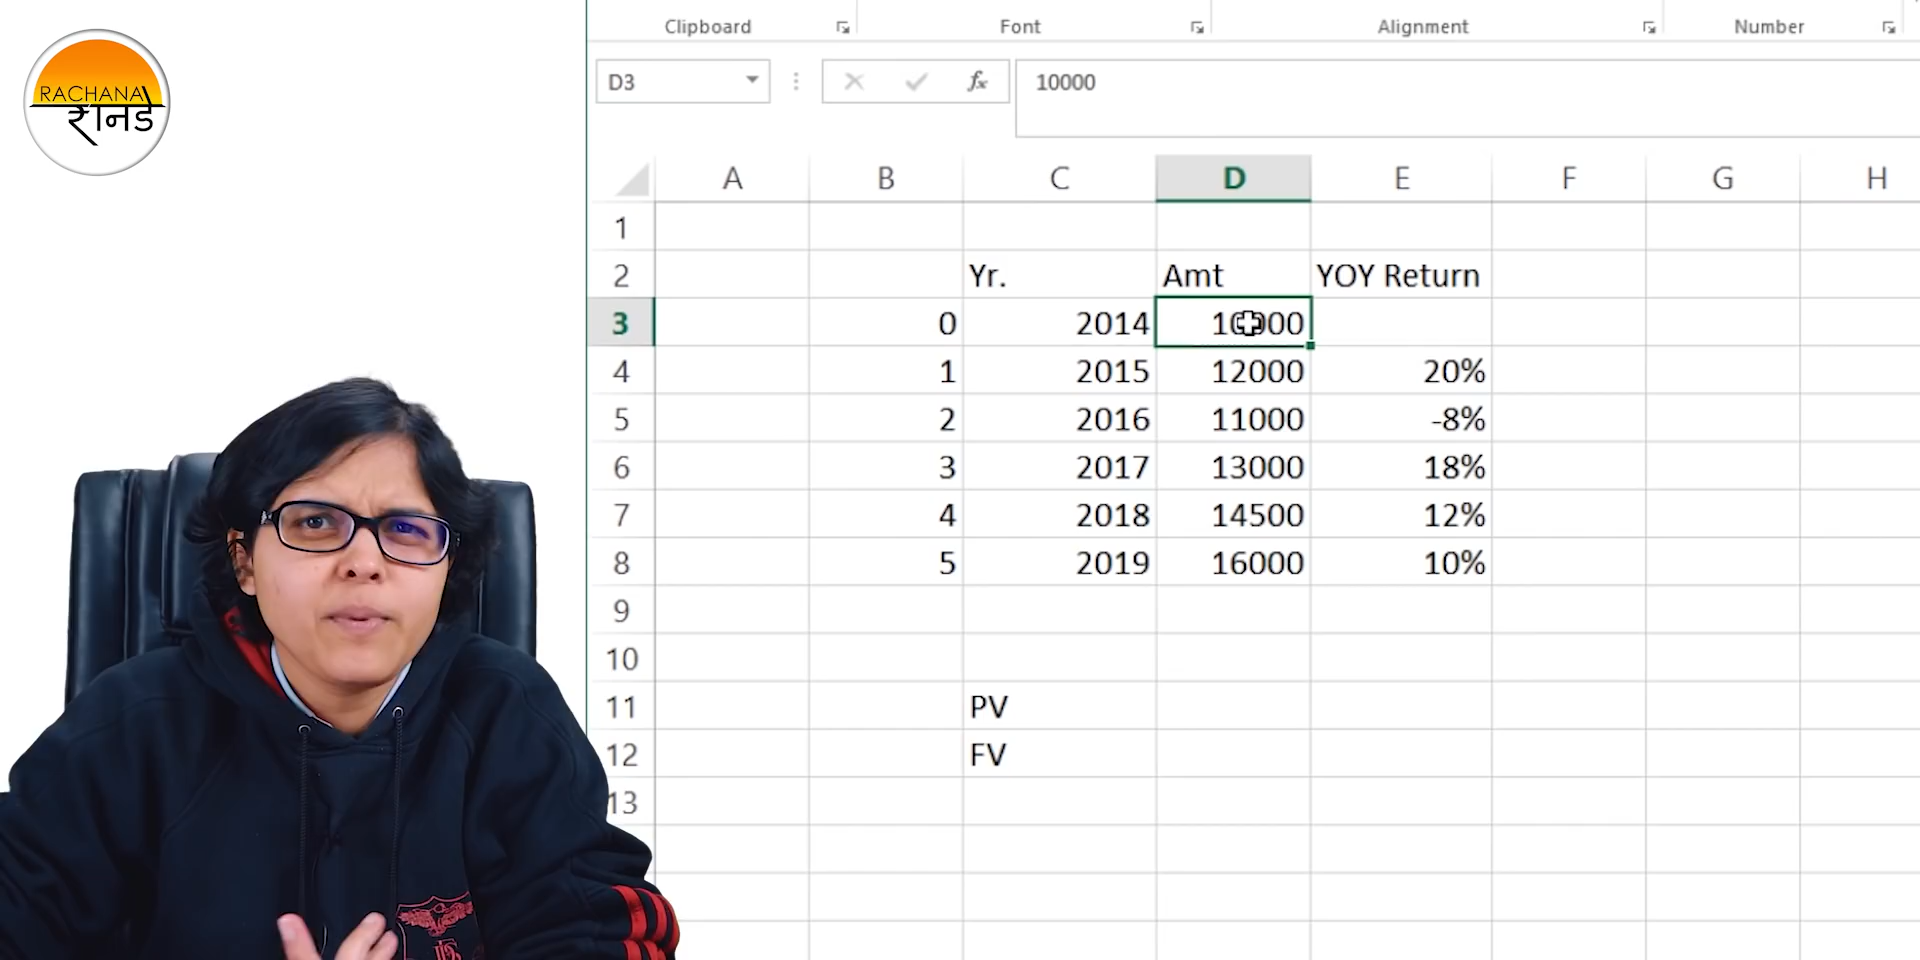 RACHANA
रानडे
Clipboard Font Alignment Number
D3 fx 10000
A B C D E F G H
1
2 Yr. Amt YOY Return
3 0 2014 10000
4 1 2015 12000 20%
5 2 2016 11000 -8%
6 3 2017 13000 18%
7 4 2018 14500 12%
8 5 2019 16000 10%
9
10
11 PV
12 FV
13